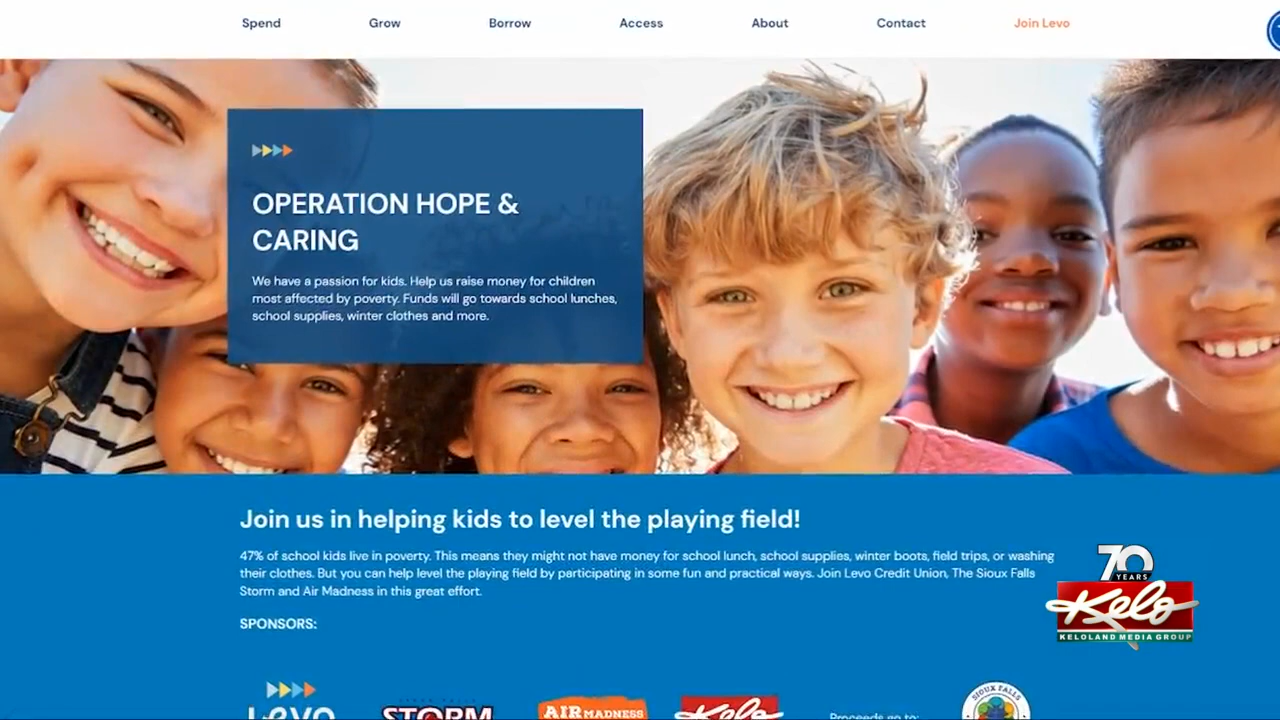 Spend Grow Borrow Access About Contact Join Levo
OPERATION HOPE &
CARING
We have a passion for kids. Help us raise money for children
most affected by poverty. Funds will go towards school lunches,
school supplies, winter clothes and more.
Join us in helping kids to level the playing field!
47% of school kids live in poverty. This means they might not have money for school lunch, school supplies, winter boots, field trips, or washing
their clothes. But you can help level the playing field by participating in some fun and practical ways. Join Levo Credit Union, The Sioux Falls
Storm and Air Madness in this great effort.
70
YEARS
Kelo
KELOLAND MEDIA GROUP
SPONSORS:
Levo STORM AIR MADNESS Kelo Proceeds go to: SIOUX FALLS